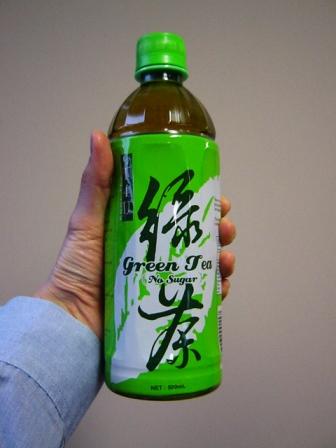 綠
Green Tea
No Sugar
茶
NET : 500mL